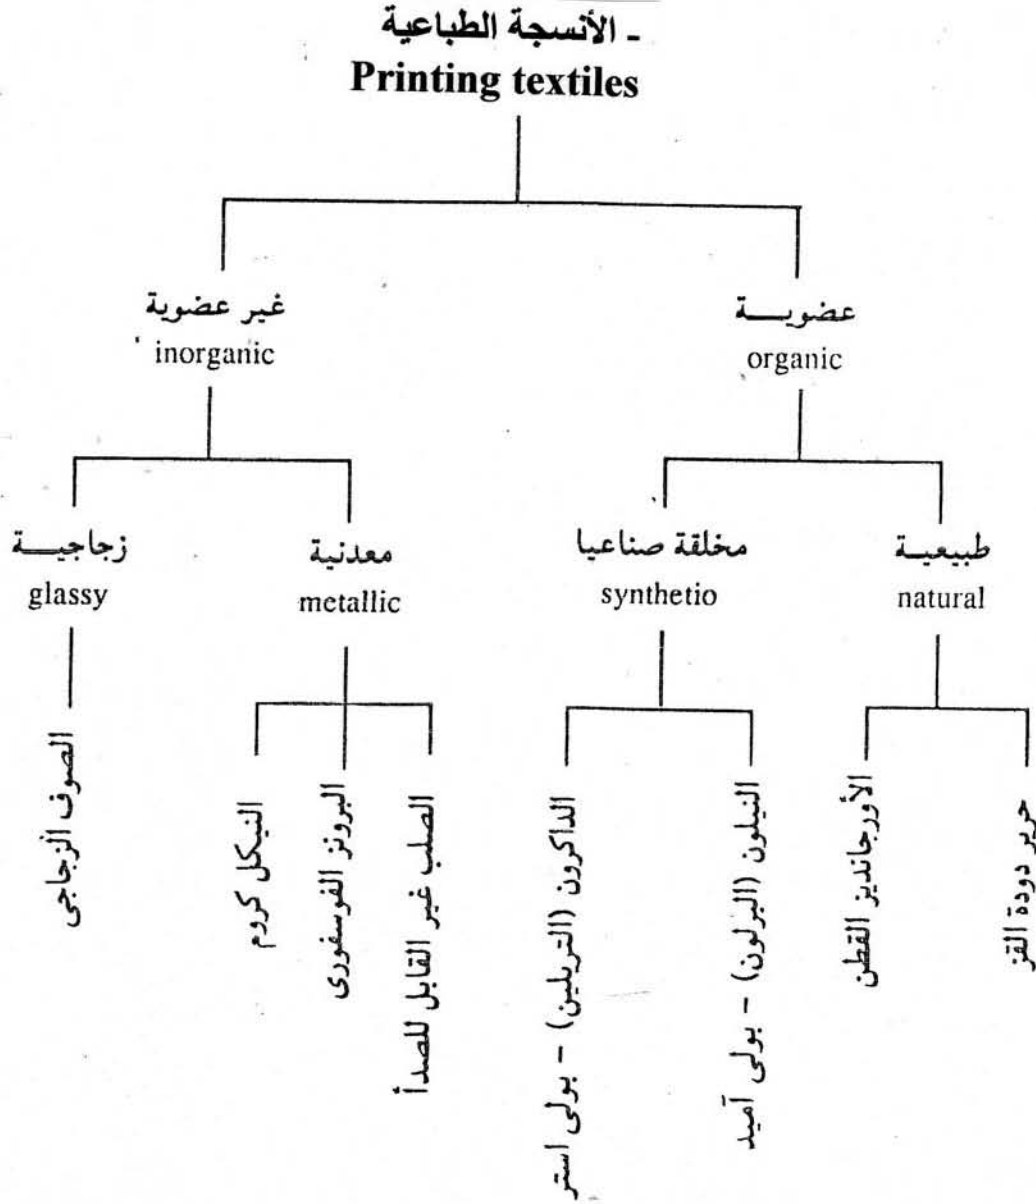 - الأنسجة الطباعية
Printing textiles
عضويـــة
organic
غير عضوية
inorganic
طبيعيـة
natural
مخلقة صناعيا
synthetio
معدنية
metallic
زجاجيـــة
glassy
حرير دودة القز
الأورجانديز القطن
النيلون (البرلون) - بولى آميد
الداكرون (التريلين) - بولى استر
الصلب غير القابل للصدأ
البرونز الفوسفورى
النيكل كروم
الصوف الزجاجى